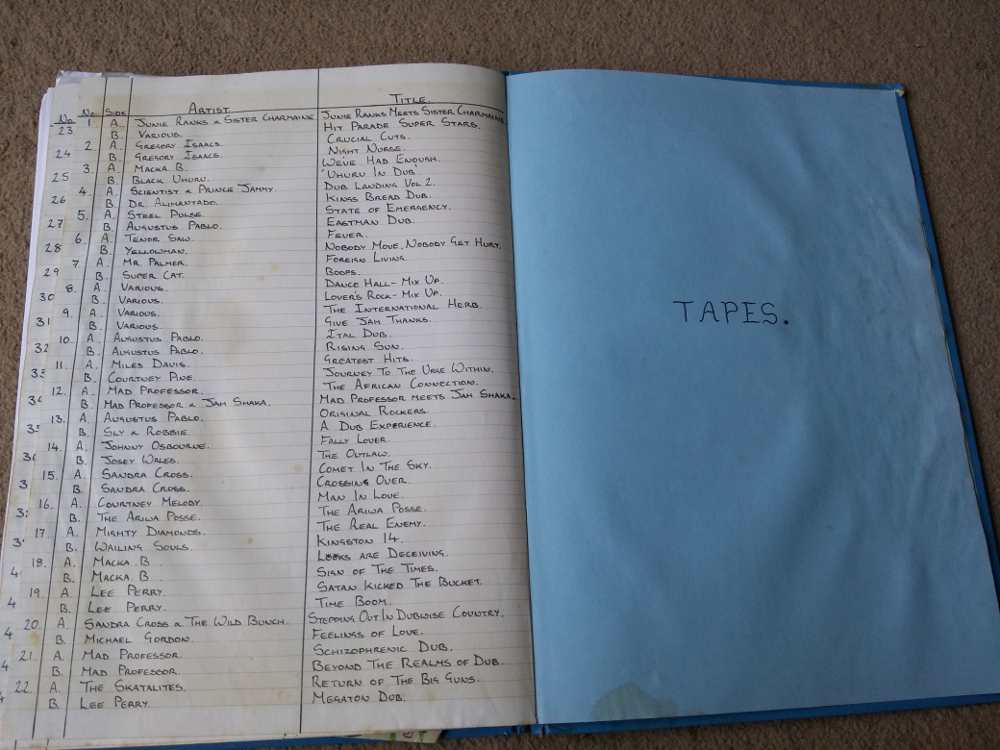 No. No. Side Artist. Title.
1. A. Junie Ranks & Sister Charmaine Junie Ranks Meets Sister Charmaine
23. B. Various. Hit Parade Super Stars.
2. A. Gregory Isaacs. Crucial Cuts.
24 B. Gregory Isaacs. Night Nurse.
3. A. Macka B. We've Had Enough.
25 B. Black Uhuru. Uhuru In Dub.
4. A. Scientist & Prince Jammy. Dub Landing Vol 2.
26 B. Dr. Alimantado. Kings Bread Dub.
5. A. Steel Pulse. State of Emergency.
27 B. Augustus Pablo. Eastman Dub.
6. A. Tenor Saw. Fever.
28 B. Yellowman. Nobody Move, Nobody Get Hurt.
7. A. Mr. Palmer. Foreign Living.
29 B. Super Cat. Boops.
8. A. Various. Dance Hall - Mix Up.
30 B. Various. Lover's Rock - Mix Up.
9. A. Various. The International Herb.
31 B. Various. Give Jah Thanks.
10. A. Augustus Pablo. Ital Dub.
32 B. Augustus Pablo. Rising Sun.
11. A. Miles Davis. Greatest Hits.
33 B. Courtney Pine. Journey To The Urge Within.
12. A. Mad Professor. The African Connection.
B. Mad Professor & Jah Shaka. Mad Professor Meets Jah Shaka.
13. A. Augustus Pablo. Original Rockers.
B. Sly & Robbie. A Dub Experience.
14. A. Johnny Osbourne. Fally Lover.
B. Josey Wales. The Outlaw.
15. A. Sandra Cross. Comet In The Sky.
B. Sandra Cross. Crossing Over.
16. A. Courtney Melody. Man In Love.
B. The Ariwa Posse. The Ariwa Posse.
17. A. Mighty Diamonds. The Real Enemy.
B. Wailing Souls. Kingston 14.
18. A. Macka B. Looks are Deceiving.
B. Macka B. Sign of The Times.
19. A. Lee Perry. Satan Kicked The Bucket.
B. Lee Perry. Time Boom.
20. A. Sandra Cross & The Wild Bunch. Stepping Out In Dubwise Country.
B. Michael Gordon. Feelings of Love.
21. A. Mad Professor. Schizophrenic Dub.
B. Mad Professor. Beyond The Realms of Dub.
22. A. The Skatalites. Return of The Big Guns.
B. Lee Perry. Megaton Dub.
TAPES.